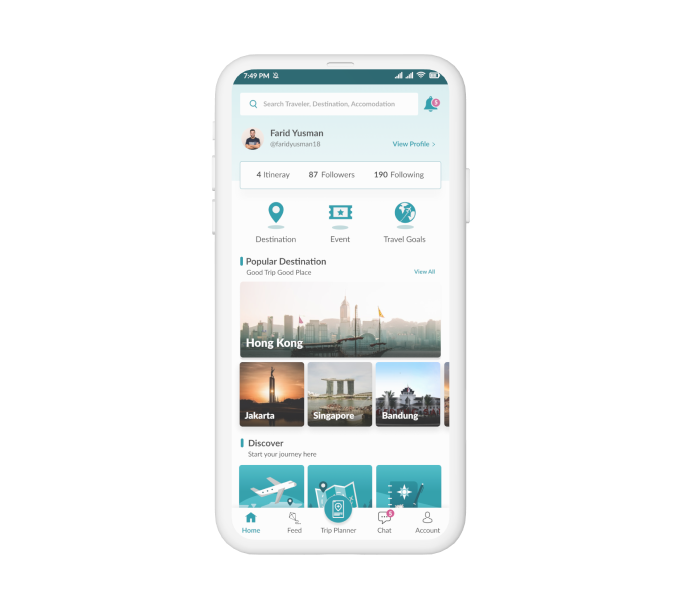 7:49 PM
Search Traveler, Destination, Accomodation
Farid Yusman
@faridyusman18
View Profile >
4 Itineray 87 Followers 190 Following
Destination Event Travel Goals
Popular Destination
Good Trip Good Place
View All
Hong Kong
Jakarta Singapore Bandung
Discover
Start your journey here
Home Feed Trip Planner Chat Account